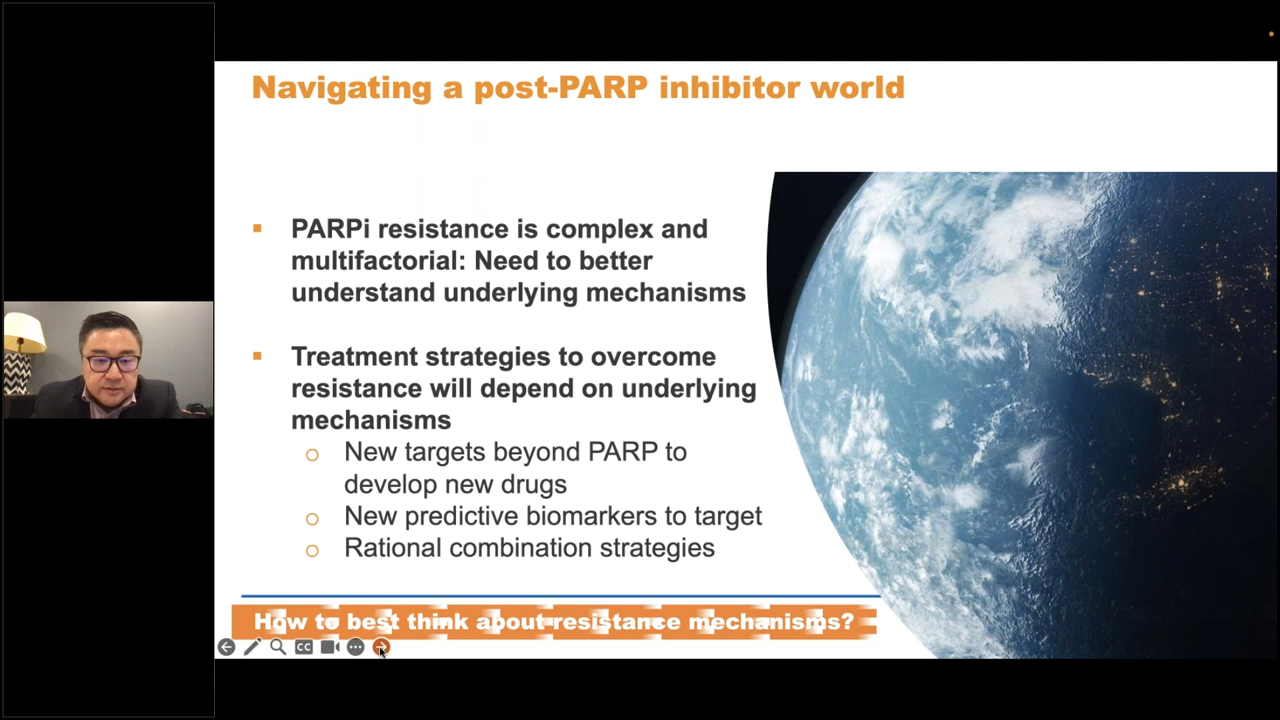 Navigating a post-PARP inhibitor world
PARPi resistance is complex and
multifactorial: Need to better
understand underlying mechanisms
Treatment strategies to overcome
resistance will depend on underlying
mechanisms
New targets beyond PARP to
develop new drugs
New predictive biomarkers to target
Rational combination strategies
How to best think about resistance mechanisms?
CC